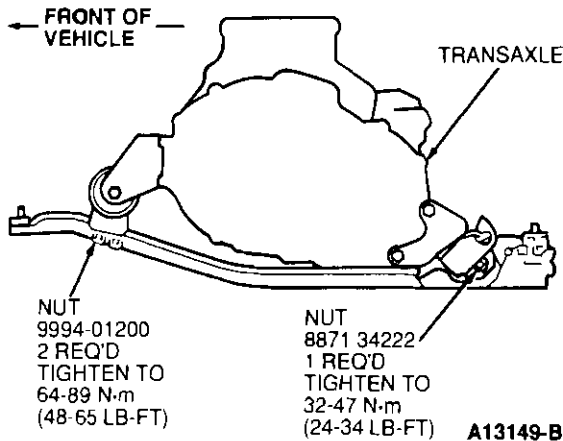 FRONT OF
VEHICLE
TRANSAXLE
NUT
9994-01200
2 REQ'D
TIGHTEN TO
64-89 N·m
(48-65 LB-FT)
NUT
8871 34222
1 REQ'D
TIGHTEN TO
32-47 N·m
(24-34 LB-FT)
A13149-B